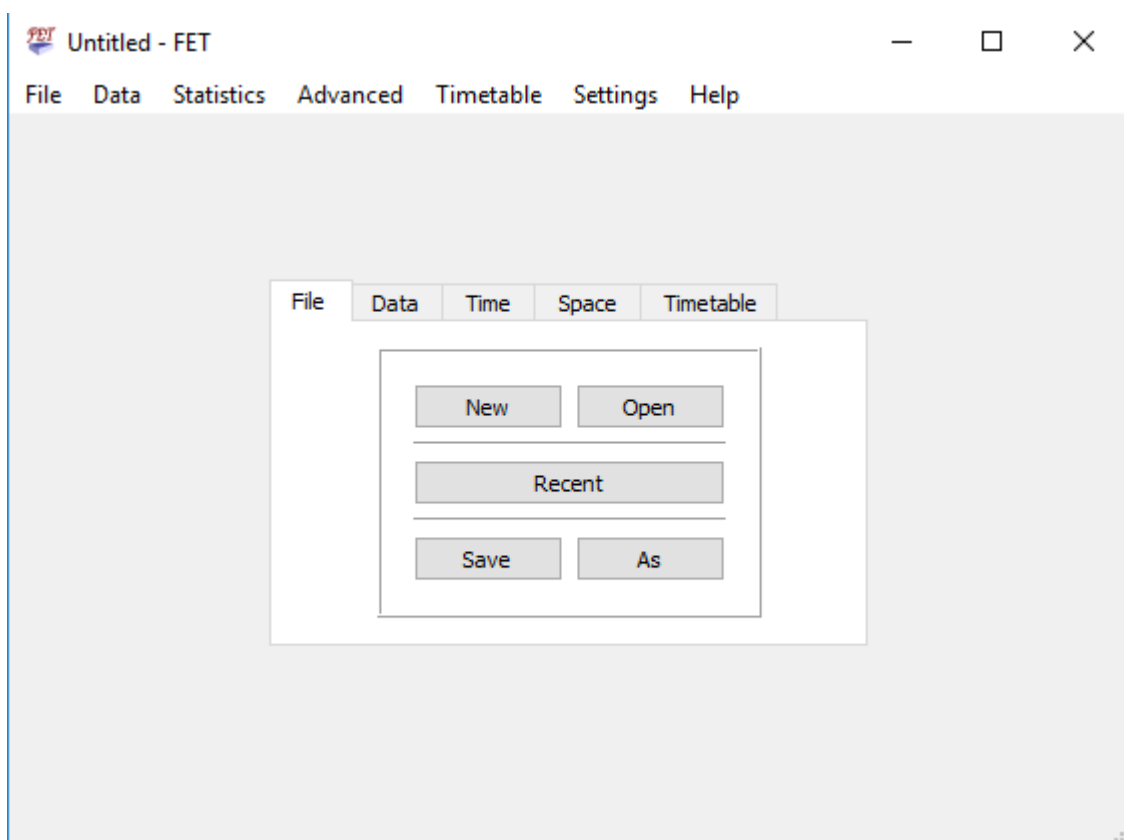 FET Untitled - FET
File Data Statistics Advanced Timetable Settings Help
File Data Time Space Timetable
New Open
Recent
Save As